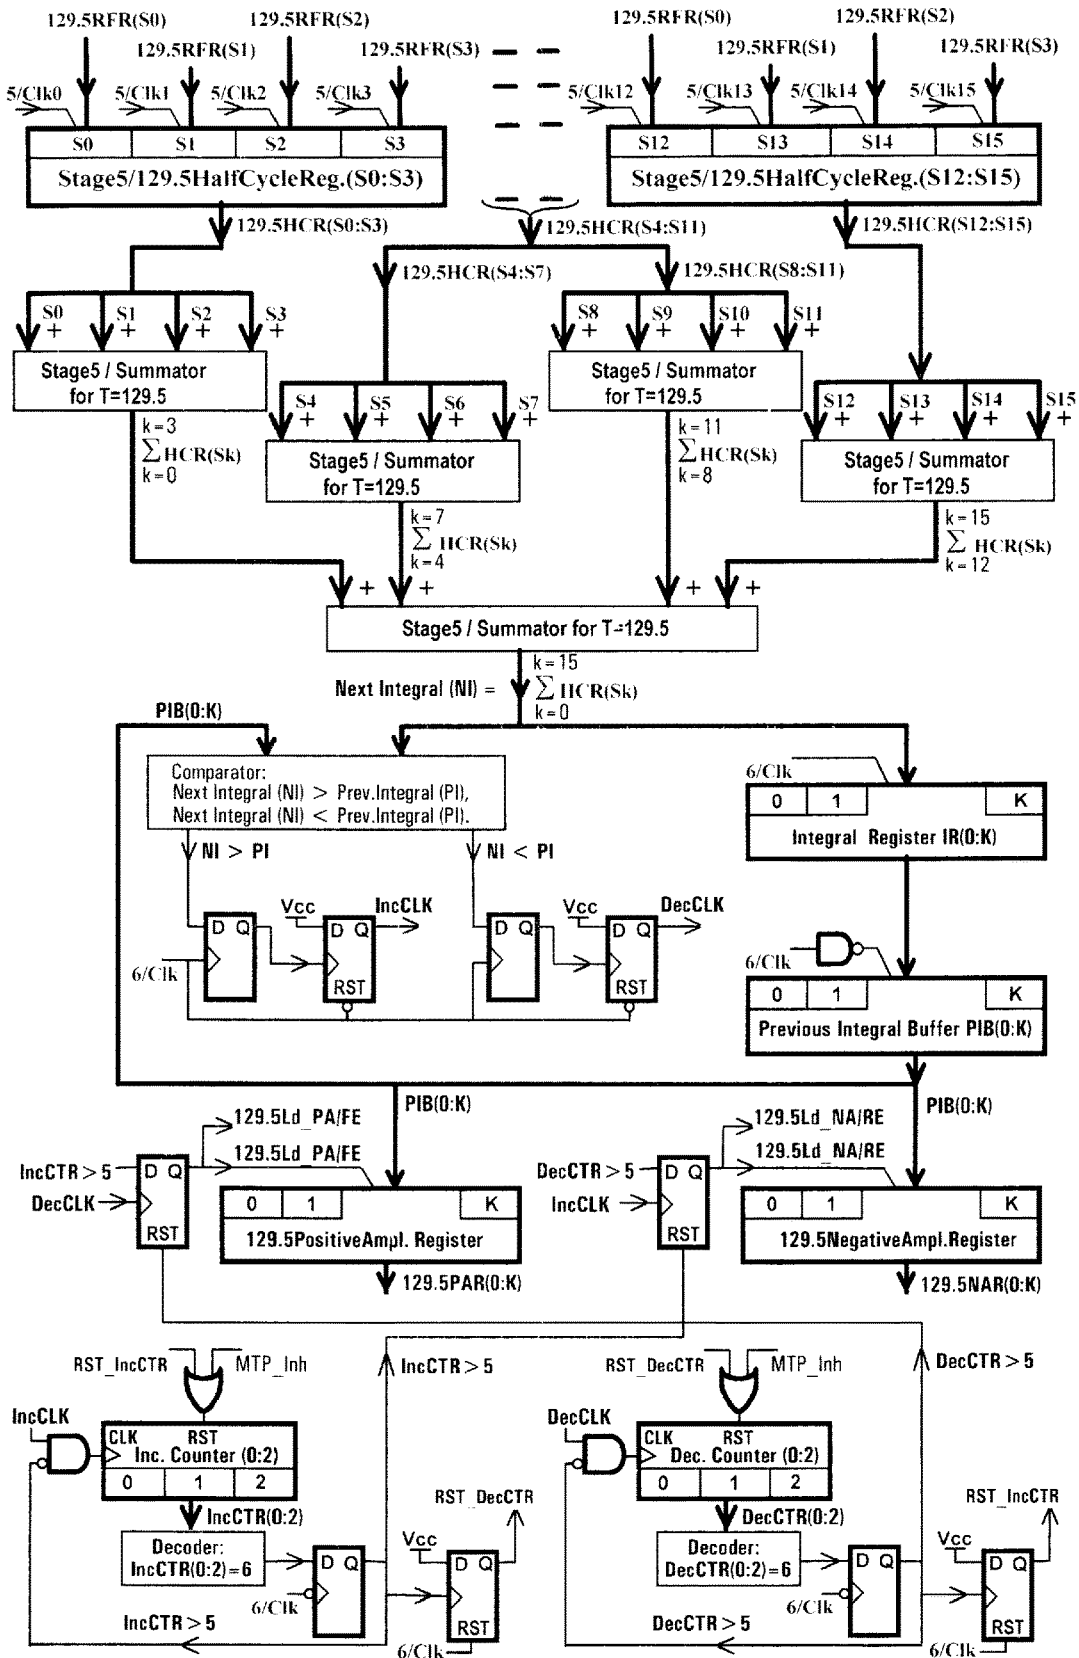 129.5RFR(S0)
129.5RFR(S2)
129.5RFR(S0)
129.5RFR(S2)
129.5RFR(S1)
129.5RFR(S3)
129.5RFR(S1)
129.5RFR(S3)
5/Clk0
5/Clk1
5/Clk2
5/Clk3
5/Clk12
5/Clk13
5/Clk14
5/Clk15
S0 S1 S2 S3
Stage5/129.5HalfCycleReg.(S0:S3)
S12 S13 S14 S15
Stage5/129.5HalfCycleReg.(S12:S15)
129.5HCR(S0:S3)
129.5HCR(S4:S11)
129.5HCR(S12:S15)
129.5HCR(S4:S7)
129.5HCR(S8:S11)
S0 S1 S2 S3
+ + + +
S8 S9 S10 S11
+ + + +
Stage5 / Summator
for T=129.5
Stage5 / Summator
for T=129.5
S4 S5 S6 S7
+ + + +
S12 S13 S14 S15
+ + + +
k=3
∑HCR(Sk)
k=0
Stage5 / Summator
for T=129.5
k=11
∑HCR(Sk)
k=8
Stage5 / Summator
for T=129.5
k=7
∑HCR(Sk)
k=4
k=15
∑HCR(Sk)
k=12
+ + + +
Stage5 / Summator for T=129.5
k=15
Next Integral (NI) = ∑HCR(Sk)
k=0
PIB(0:K)
Comparator:
Next Integral (NI) > Prev.Integral (PI),
Next Integral (NI) < Prev.Integral (PI).
6/Clk
0 1 K
Integral Register IR(0:K)
NI > PI
NI < PI
Vcc
IncCLK
Vcc
DecCLK
D Q
D Q
D Q
D Q
6/Clk
RST
RST
6/Clk
0 1 K
Previous Integral Buffer PIB(0:K)
PIB(0:K)
PIB(0:K)
129.5Ld_PA/FE
129.5Ld_NA/RE
129.5Ld_PA/FE
129.5Ld_NA/RE
IncCTR>5
D Q
DecCLK
RST
0 1 K
129.5PositiveAmpl. Register
DecCTR>5
D Q
IncCLK
RST
0 1 K
129.5NegativeAmpl.Register
129.5PAR(0:K)
129.5NAR(0:K)
RST_IncCTR
MTP_Inh
IncCTR>5
RST_DecCTR
MTP_Inh
DecCTR>5
IncCLK
CLK RST
Inc. Counter (0:2)
0 1 2
DecCLK
CLK RST
Dec. Counter (0:2)
0 1 2
IncCTR(0:2)
RST_DecCTR
DecCTR(0:2)
RST_IncCTR
Decoder:
IncCTR(0:2)=6
D Q
Vcc
D Q
Decoder:
DecCTR(0:2)=6
D Q
Vcc
D Q
6/Clk
6/Clk
IncCTR>5
RST
DecCTR>5
RST
6/Clk
6/Clk